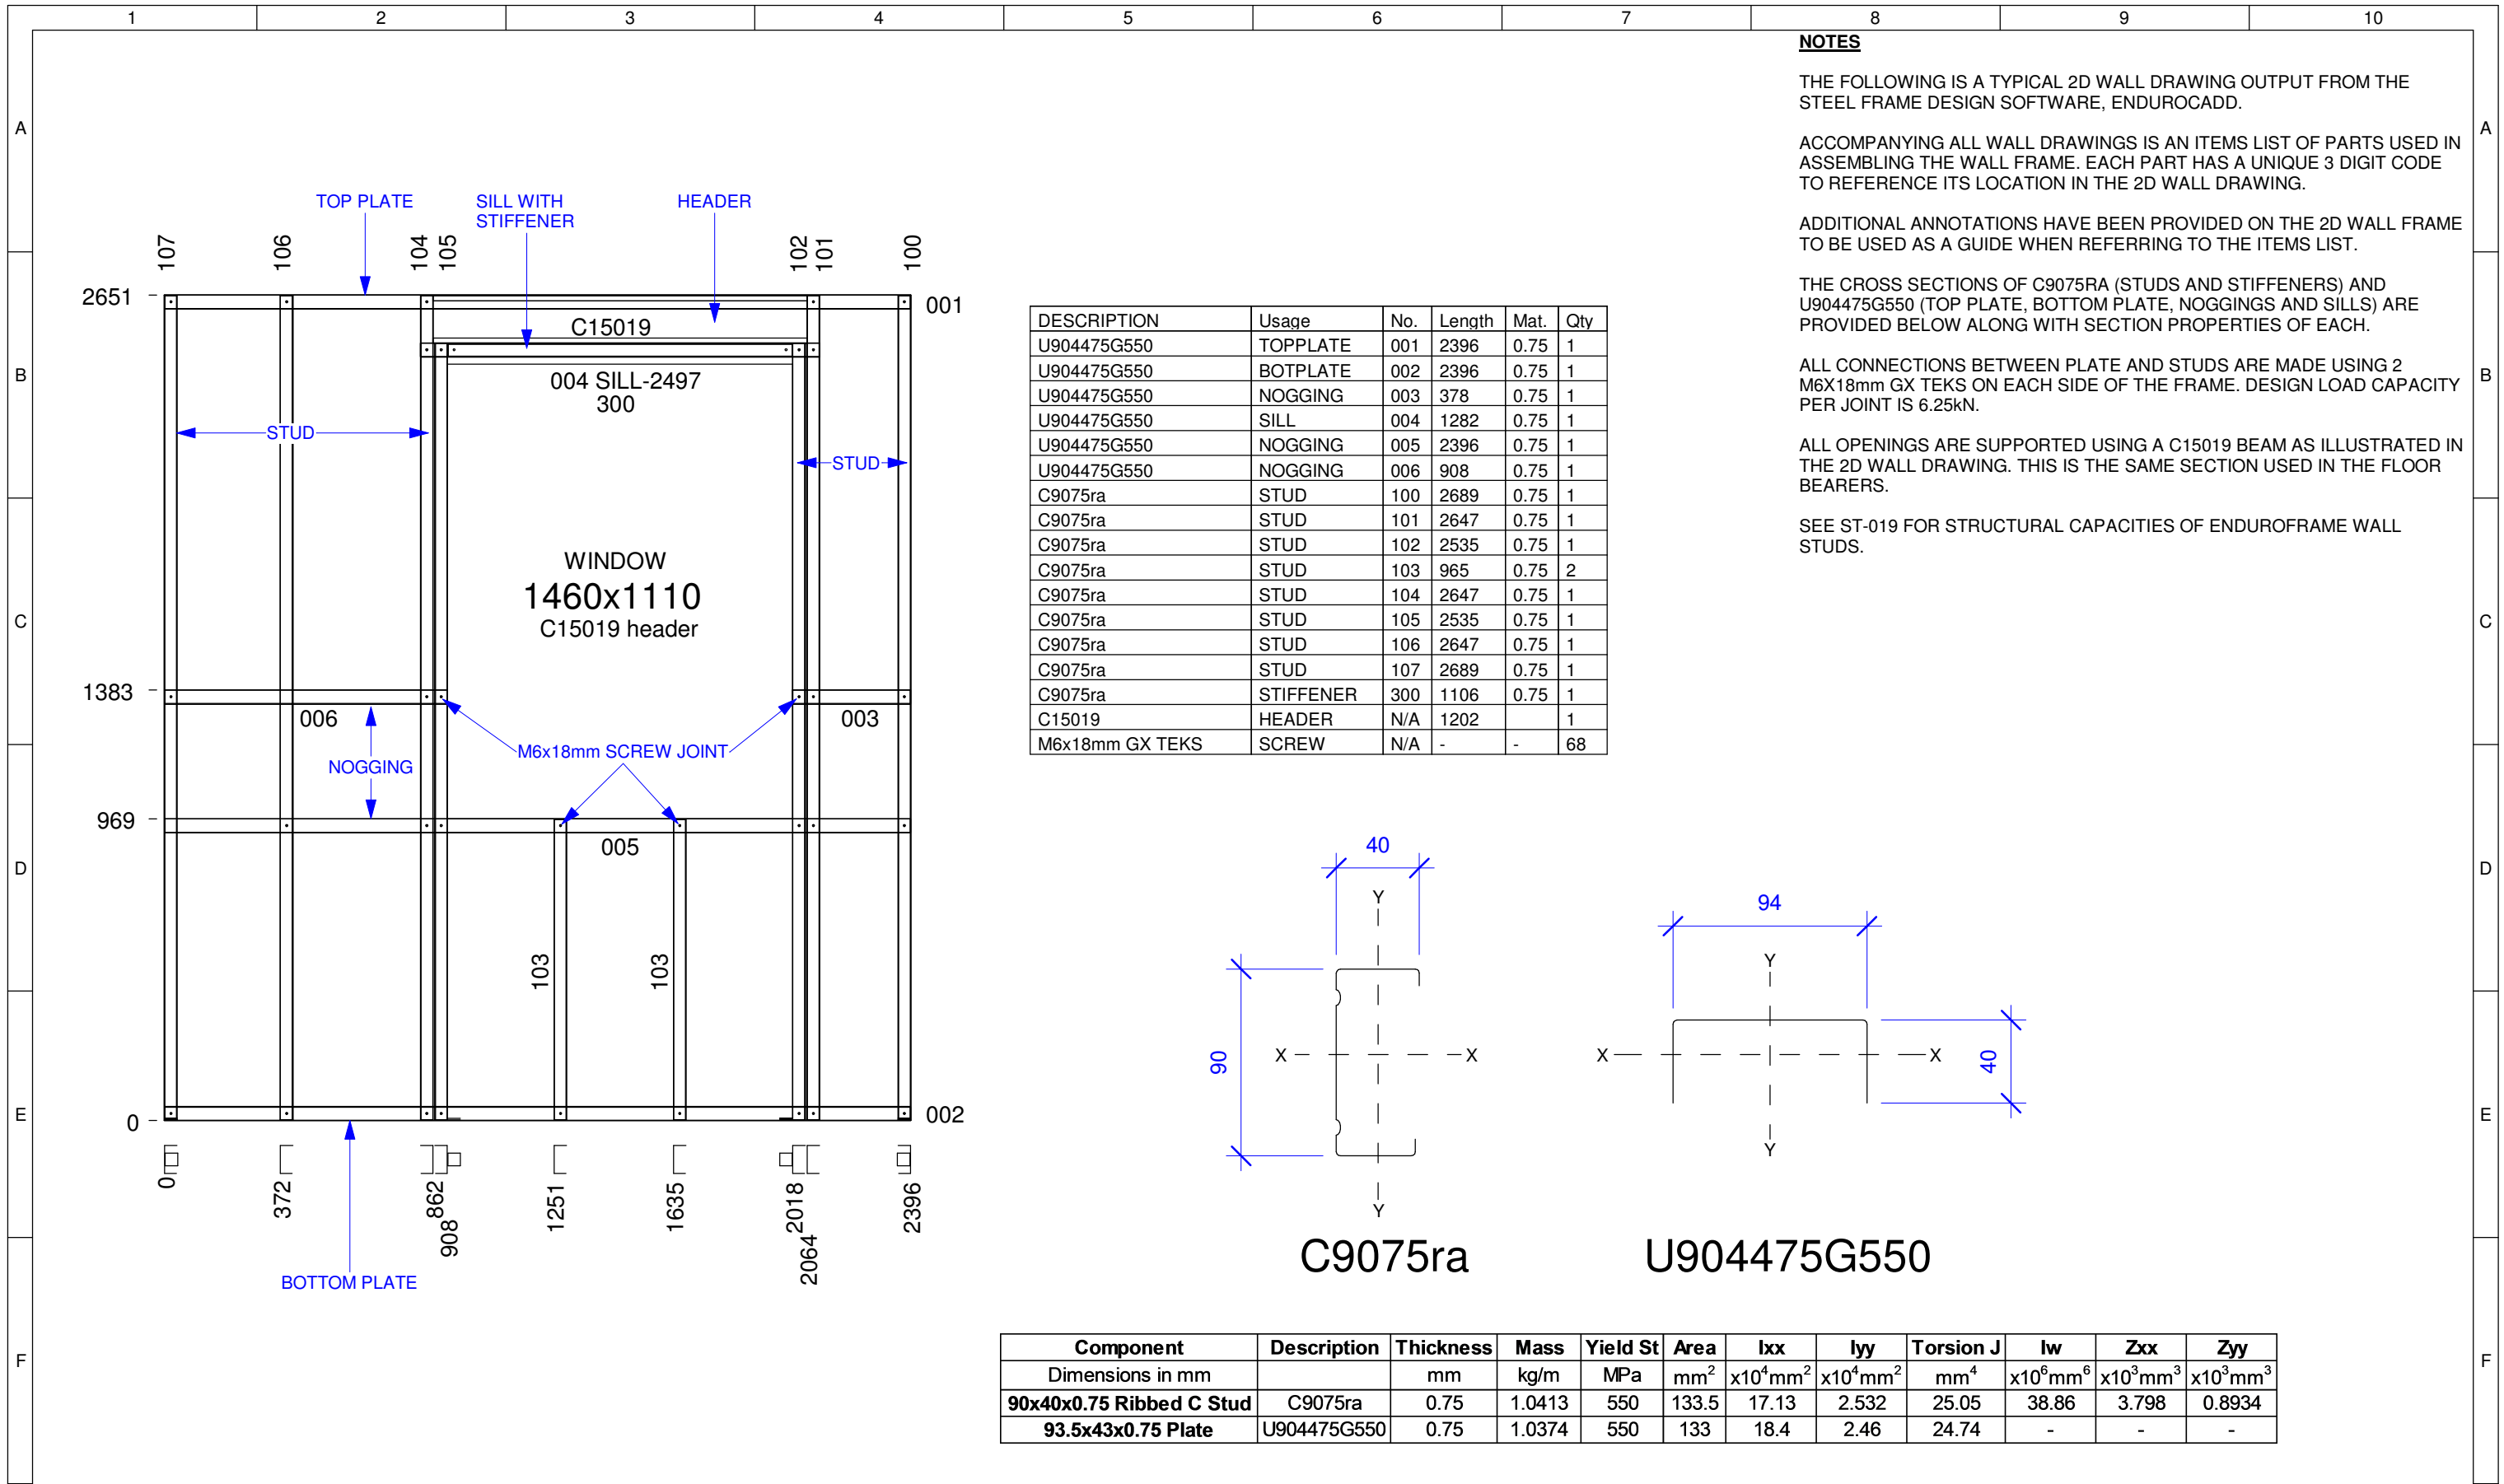 1 2 3 4 5 6 7 8 9 10
NOTES
THE FOLLOWING IS A TYPICAL 2D WALL DRAWING OUTPUT FROM THE
STEEL FRAME DESIGN SOFTWARE, ENDUROCADD.
ACCOMPANYING ALL WALL DRAWINGS IS AN ITEMS LIST OF PARTS USED IN
ASSEMBLING THE WALL FRAME. EACH PART HAS A UNIQUE 3 DIGIT CODE
TO REFERENCE ITS LOCATION IN THE 2D WALL DRAWING.
ADDITIONAL ANNOTATIONS HAVE BEEN PROVIDED ON THE 2D WALL FRAME
TO BE USED AS A GUIDE WHEN REFERRING TO THE ITEMS LIST.
THE CROSS SECTIONS OF C9075RA (STUDS AND STIFFENERS) AND
U904475G550 (TOP PLATE, BOTTOM PLATE, NOGGINGS AND SILLS) ARE
PROVIDED BELOW ALONG WITH SECTION PROPERTIES OF EACH.
ALL CONNECTIONS BETWEEN PLATE AND STUDS ARE MADE USING 2
M6X18mm GX TEKS ON EACH SIDE OF THE FRAME. DESIGN LOAD CAPACITY
PER JOINT IS 6.25kN.
ALL OPENINGS ARE SUPPORTED USING A C15019 BEAM AS ILLUSTRATED IN
THE 2D WALL DRAWING. THIS IS THE SAME SECTION USED IN THE FLOOR
BEARERS.
SEE ST-019 FOR STRUCTURAL CAPACITIES OF ENDUROFRAME WALL
STUDS.
A A
B B
C C
D D
E E
F F
TOP PLATE
SILL WITH
STIFFENER
HEADER
107 106 104 105 102 101 100
2651
001
C15019
004 SILL-2497
300
STUD
STUD
WINDOW
1460x1110
C15019 header
1383
006
003
M6x18mm SCREW JOINT
NOGGING
969
005
103 103
0
002
0 372 862 908 1251 1635 2018 2064 2396
BOTTOM PLATE
DESCRIPTION Usage No. Length Mat. Qty
U904475G550 TOPPLATE 001 2396 0.75 1
U904475G550 BOTPLATE 002 2396 0.75 1
U904475G550 NOGGING 003 378 0.75 1
U904475G550 SILL 004 1282 0.75 1
U904475G550 NOGGING 005 2396 0.75 1
U904475G550 NOGGING 006 908 0.75 1
C9075ra STUD 100 2689 0.75 1
C9075ra STUD 101 2647 0.75 1
C9075ra STUD 102 2535 0.75 1
C9075ra STUD 103 965 0.75 2
C9075ra STUD 104 2647 0.75 1
C9075ra STUD 105 2535 0.75 1
C9075ra STUD 106 2647 0.75 1
C9075ra STUD 107 2689 0.75 1
C9075ra STIFFENER 300 1106 0.75 1
C15019 HEADER N/A 1202 1
M6x18mm GX TEKS SCREW N/A - - 68
40
Y
90
X X
Y
C9075ra
94
Y
X X
40
Y
U904475G550
Component Description Thickness Mass Yield St Area Ixx Iyy Torsion J Iw Zxx Zyy
Dimensions in mm mm kg/m MPa mm² x10⁴mm² x10⁴mm² mm⁴ x10⁶mm⁶ x10³mm³ x10³mm³
90x40x0.75 Ribbed C Stud C9075ra 0.75 1.0413 550 133.5 17.13 2.532 25.05 38.86 3.798 0.8934
93.5x43x0.75 Plate U904475G550 0.75 1.0374 550 133 18.4 2.46 24.74 - - -